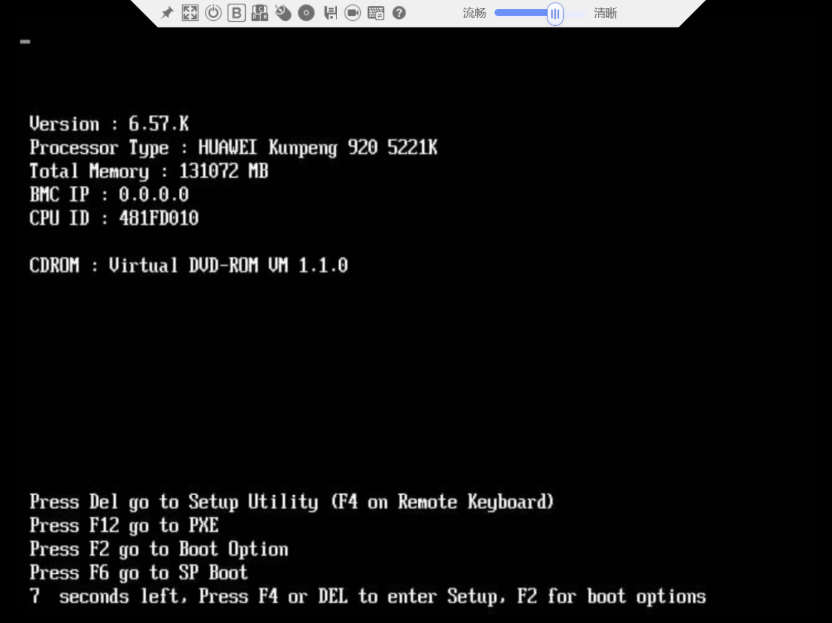 流畅 清晰
Version : 6.57.K
Processor Type : HUAWEI Kunpeng 920 5221K
Total Memory : 131072 MB
BMC IP : 0.0.0.0
CPU ID : 481FD010
CDROM : Virtual DVD-ROM VM 1.1.0
Press Del go to Setup Utility (F4 on Remote Keyboard)
Press F12 go to PXE
Press F2 go to Boot Option
Press F6 go to SP Boot
7 seconds left, Press F4 or DEL to enter Setup, F2 for boot options